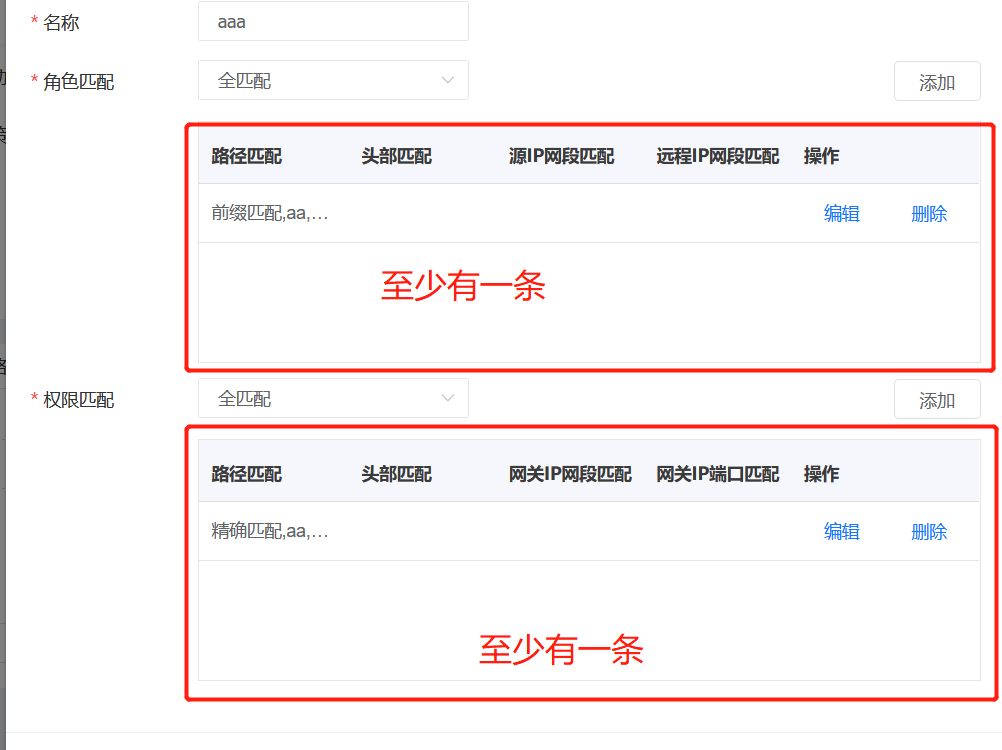 * 名称 aaa
* 角色匹配 全匹配 添加
路径匹配 头部匹配 源IP网段匹配 远程IP网段匹配 操作
前缀匹配,aa,... 编辑 删除
至少有一条
* 权限匹配 全匹配 添加
路径匹配 头部匹配 网关IP网段匹配 网关IP端口匹配 操作
精确匹配,aa,... 编辑 删除
至少有一条